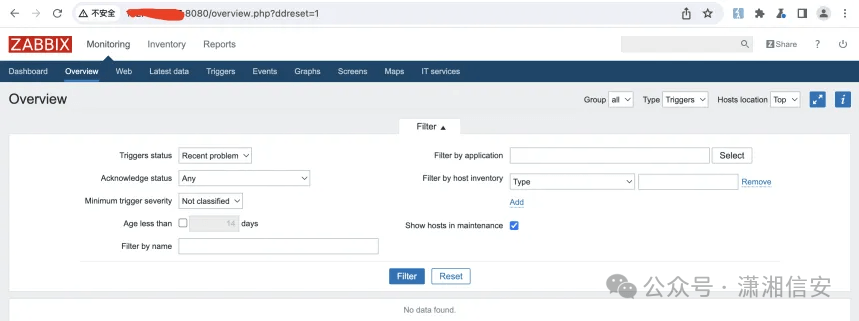 不安全 8080/overview.php?ddreset=1
ZABBIX Monitoring Inventory Reports Share ?
Dashboard Overview Web Latest data Triggers Events Graphs Screens Maps IT services
Overview Group all Type Triggers Hosts location Top i
Filter
Triggers status Recent problem Filter by application Select
Acknowledge status Any Filter by host inventory Type Remove
Minimum trigger severity Not classified Add
Age less than 14 days Show hosts in maintenance
Filter by name
Filter Reset
公众号 · 潇湘信安
No data found.